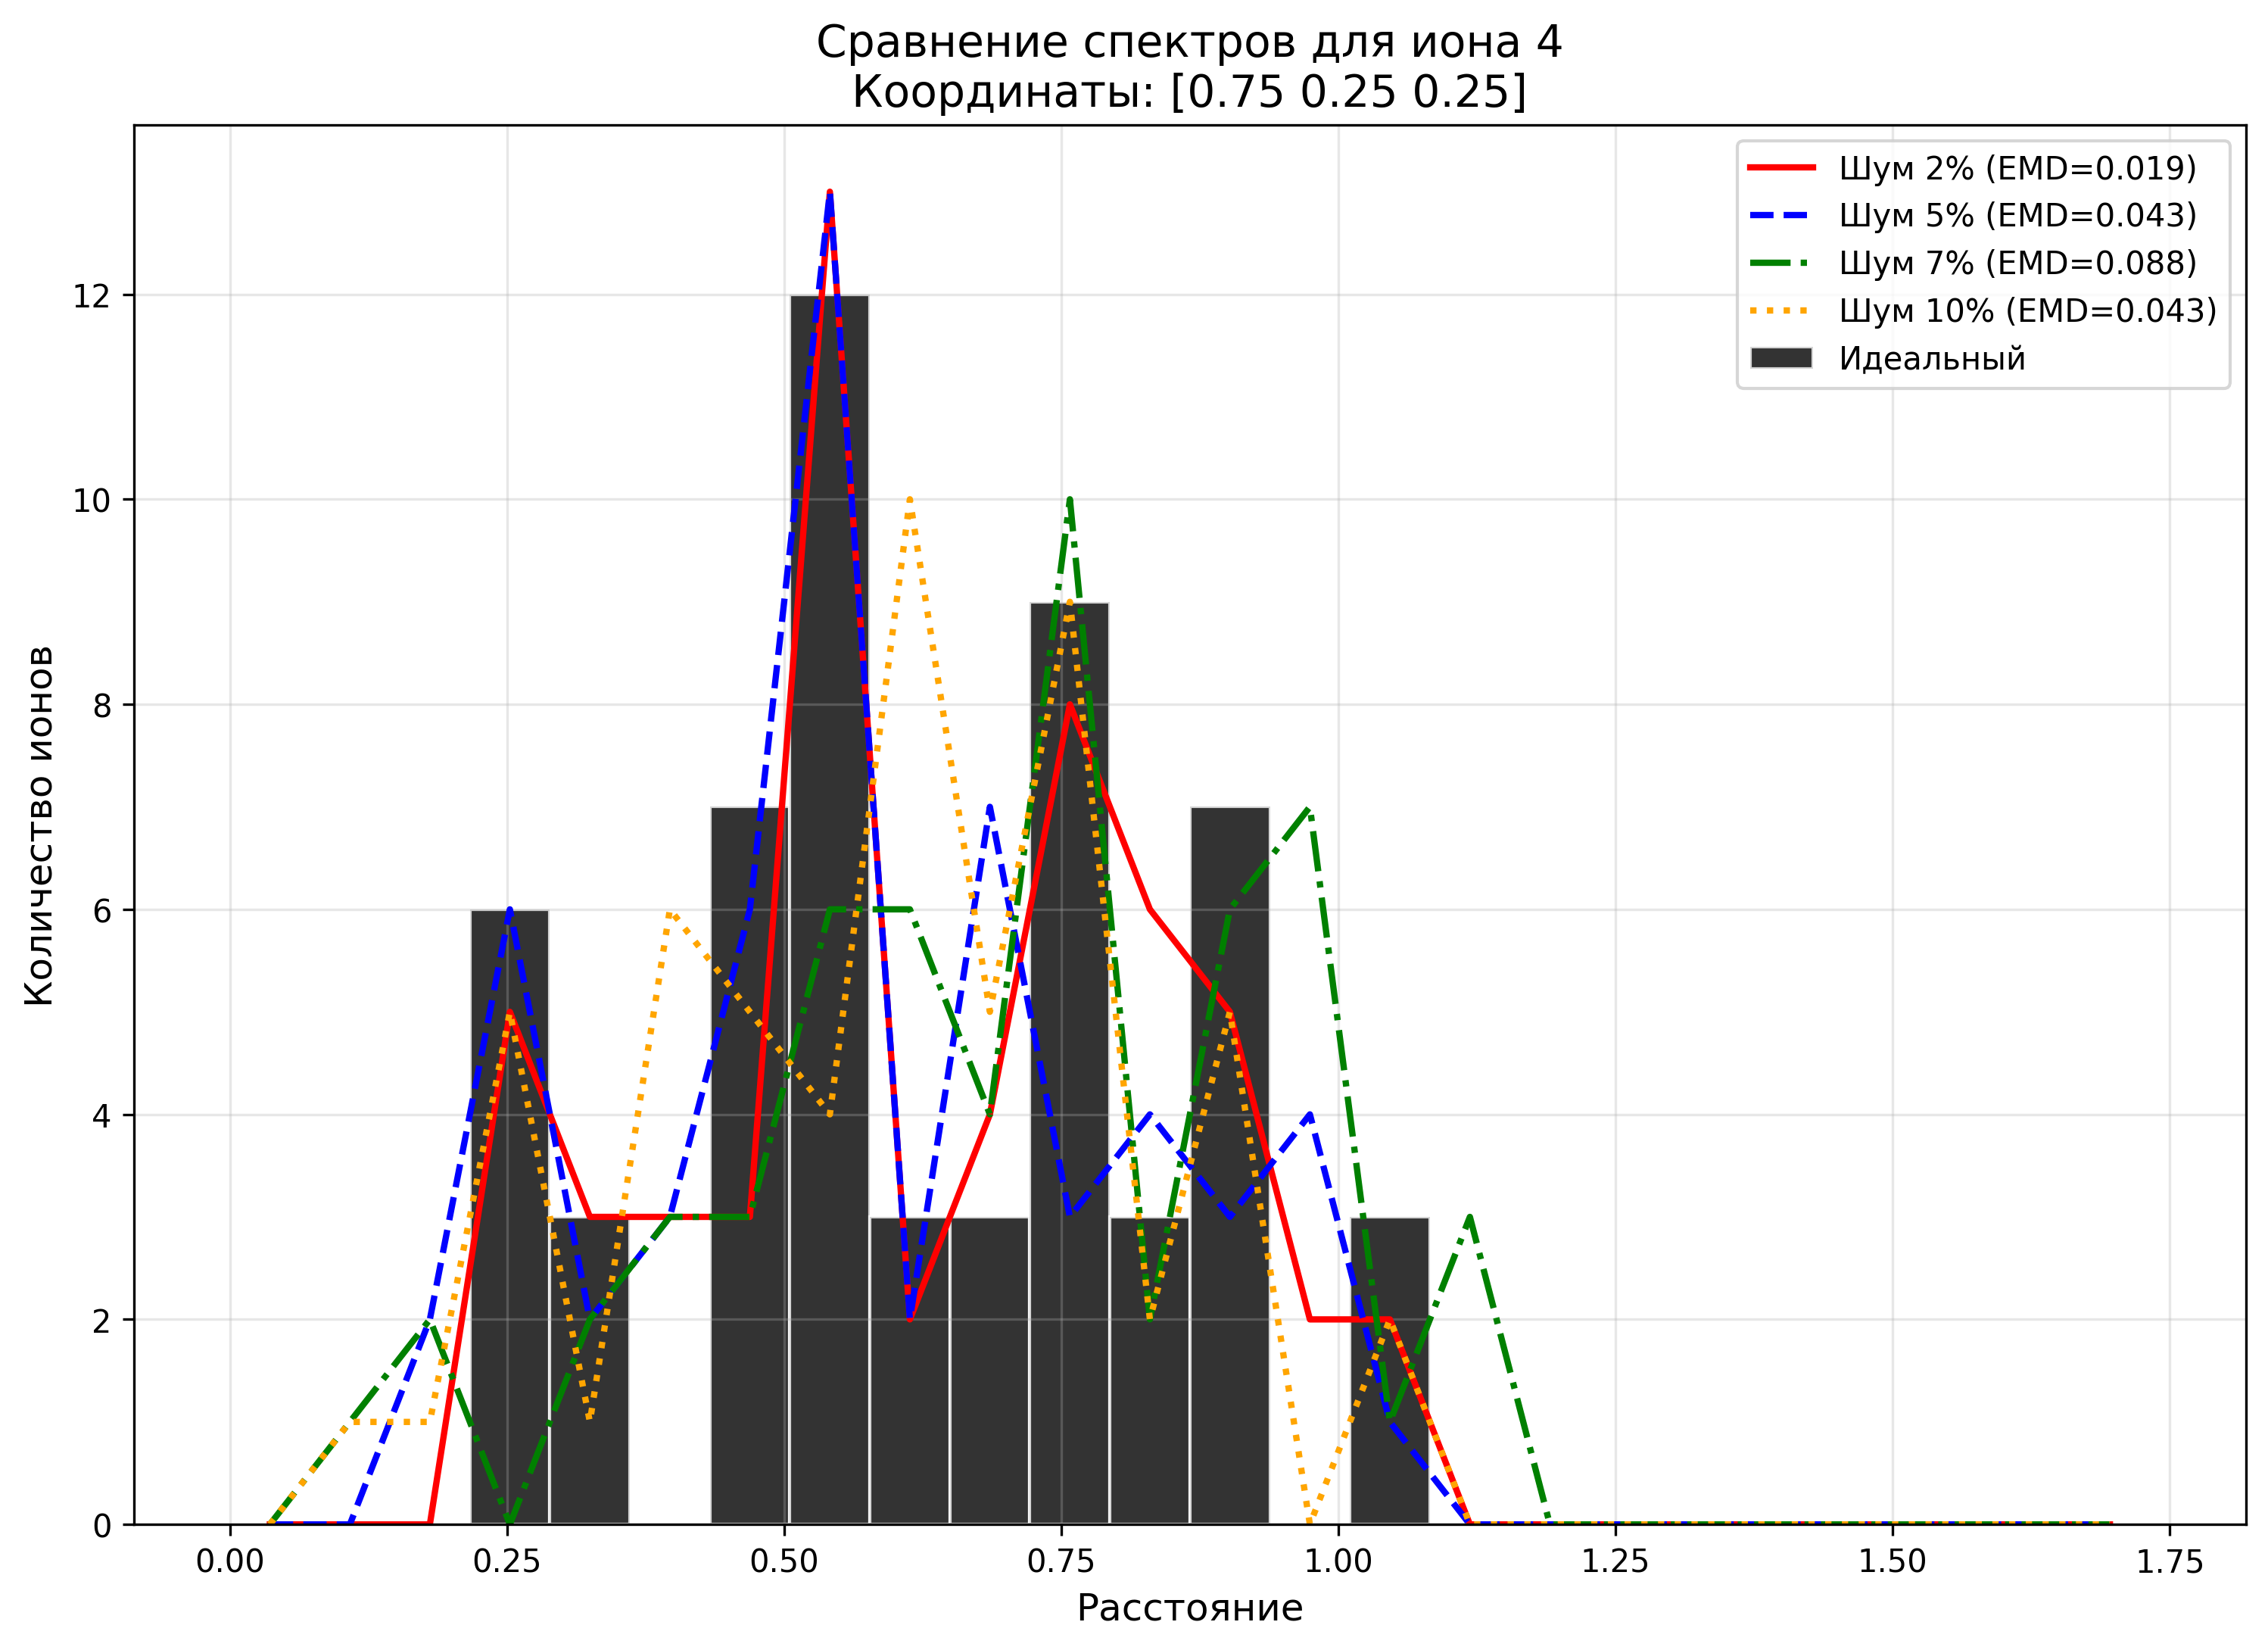 Сравнение спектров для иона 4
Координаты: [0.75 0.25 0.25]
Шум 2% (EMD=0.019)
Шум 5% (EMD=0.043)
Шум 7% (EMD=0.088)
Шум 10% (EMD=0.043)
Идеальный
Количество ионов
12
10
8
6
4
2
0
0.00 0.25 0.50 0.75 1.00 1.25 1.50 1.75
Расстояние